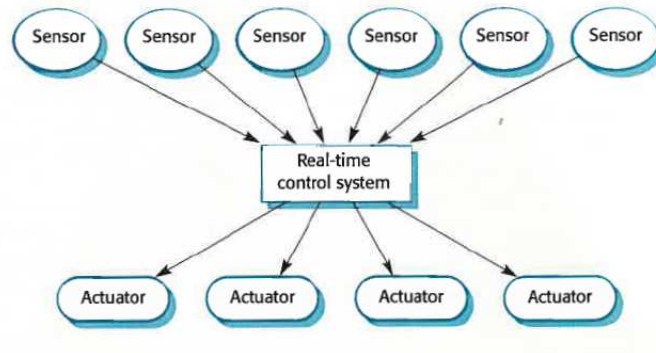 Sensor
Sensor
Sensor
Sensor
Sensor
Sensor
Real-time
control system
Actuator
Actuator
Actuator
Actuator